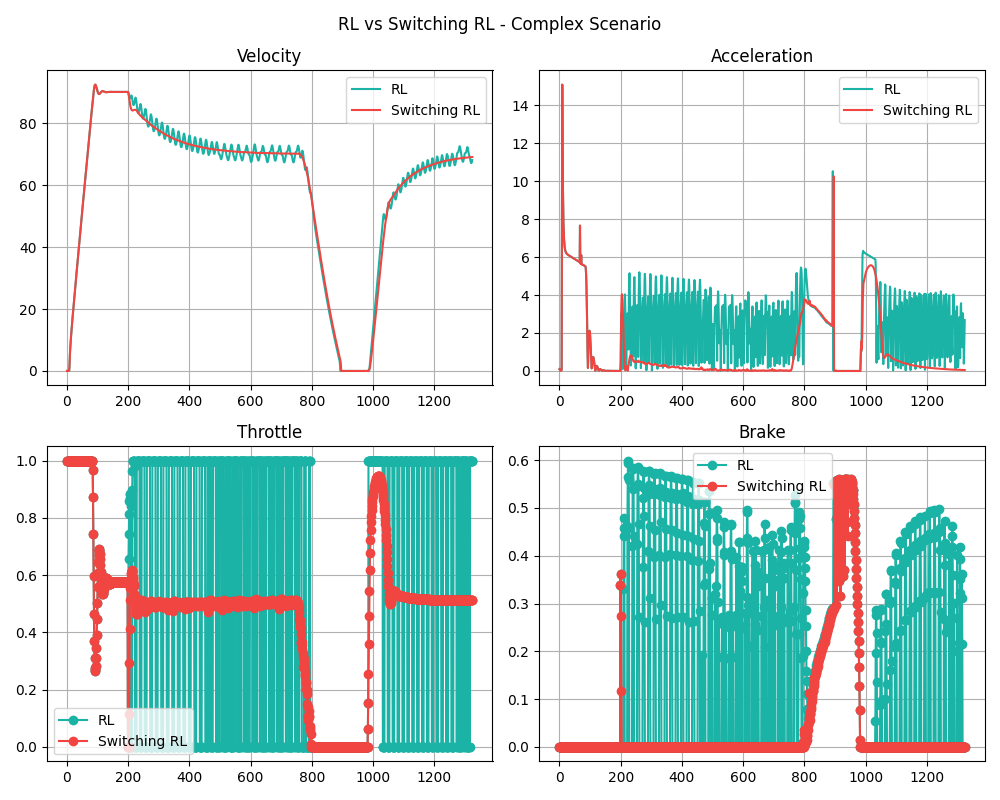 RL vs Switching RL - Complex Scenario
Velocity
RL
Switching RL
80
60
40
20
0
0 200 400 600 800 1000 1200
Acceleration
RL
Switching RL
14
12
10
8
6
4
2
0
0 200 400 600 800 1000 1200
Throttle
1.0
0.8
0.6
0.4
0.2
0.0
RL
Switching RL
0 200 400 600 800 1000 1200
Brake
RL
Switching RL
0.6
0.5
0.4
0.3
0.2
0.1
0.0
0 200 400 600 800 1000 1200